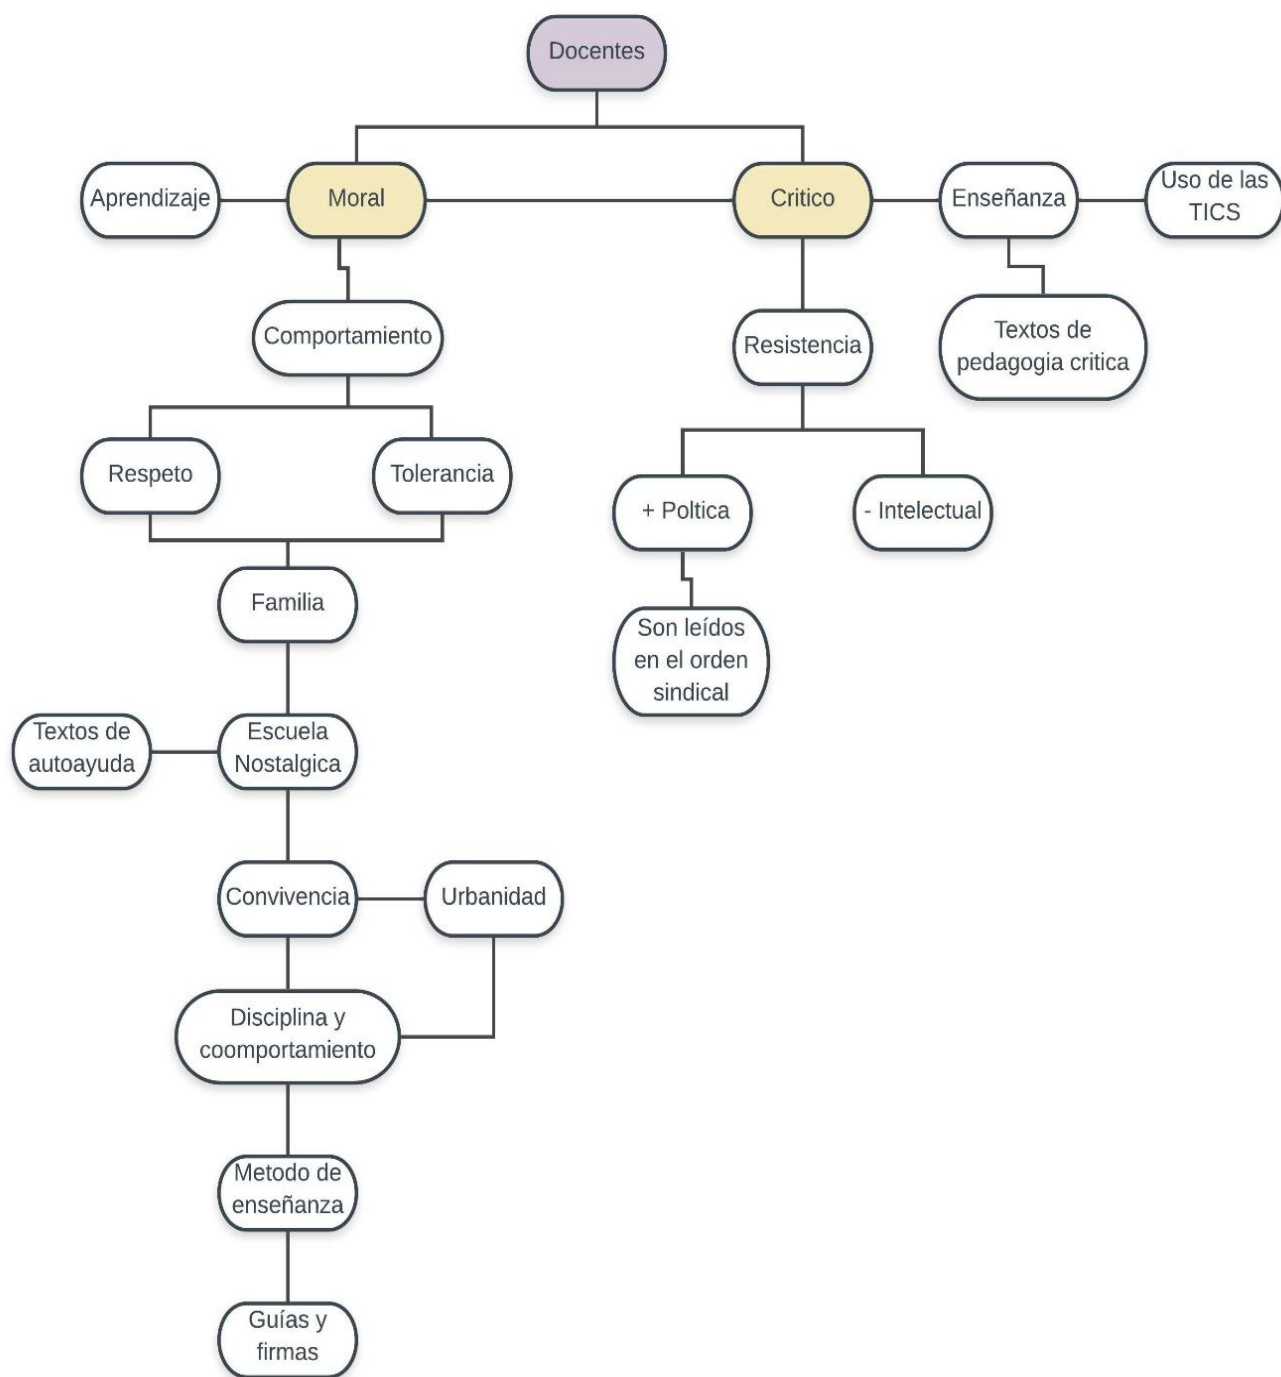 Docentes
Aprendizaje
Moral
Critico
Enseñanza
Uso de las
TICS
Comportamiento
Resistencia
Textos de
pedagogia critica
Respeto
Tolerancia
+ Poltica
- Intelectual
Familia
Son leídos
en el orden
sindical
Textos de
autoayuda
Escuela
Nostalgica
Convivencia
Urbanidad
Disciplina y
coomportamiento
Metodo de
enseñanza
Guías y
firmas